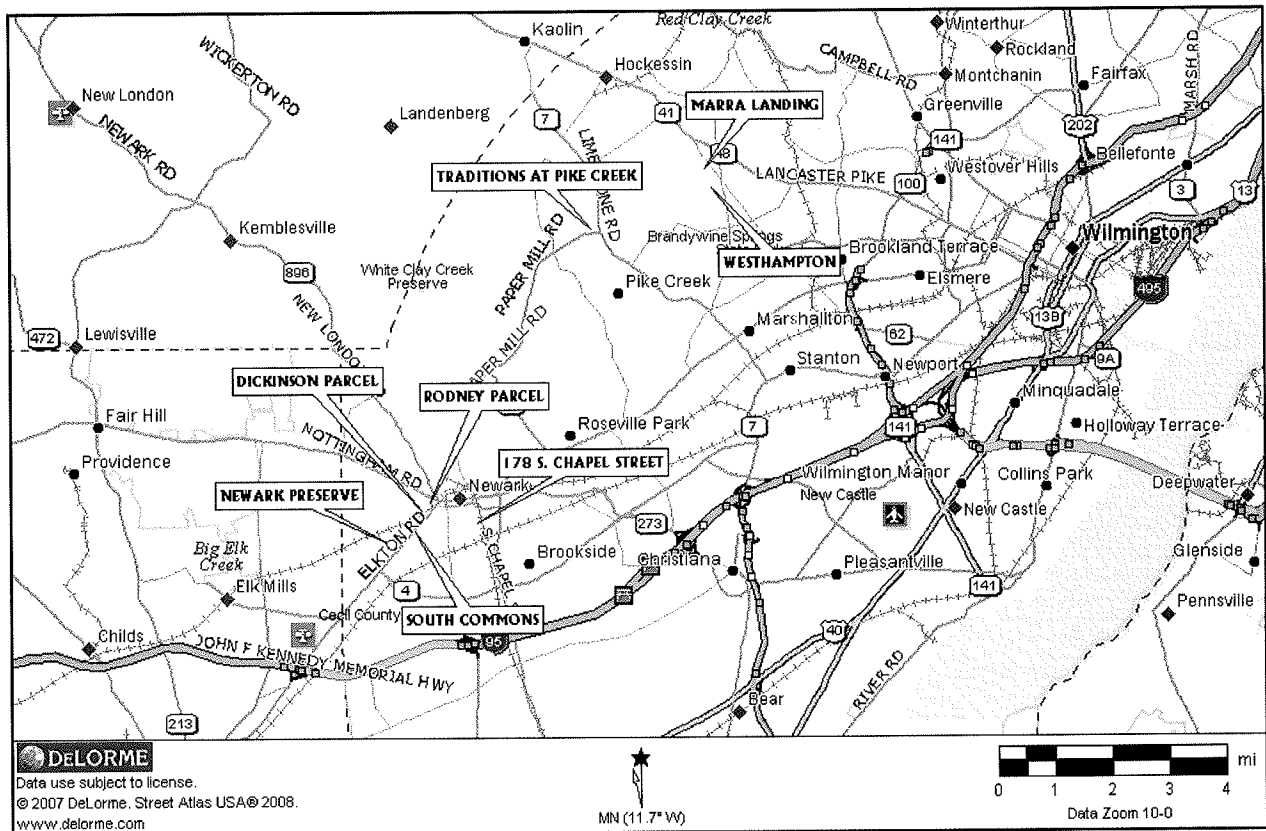 Red Clay Creek
Winterthur
Kaolin
Rockland
WICKERTON RD
Hockessin
CAMPBELL RD
Montchanin
Fairfax
MARSH RD
New London
Landenberg
MARRA LANDING
Greenville
7
41
141
202
NEWARK RD
LIMESTONE RD
48
Bellefonte
TRADITIONS AT PIKE CREEK
LANCASTER PIKE
100
Westover Hills
3
13
Kemblesville
PAPER MILL RD
Brandywine Springs
Brookland Terrace
Wilmington
896
White Clay Creek
Preserve
WESTHAMPTON
Elsmere
Pike Creek
495
NEW LONDO
PAPER MILL RD
13B
472
Lewisville
Marshallton
62
Stanton
Newport
9A
DICKINSON PARCEL
RODNEY PARCEL
Minquadale
Fair Hill
Roseville Park
7
141
Holloway Terrace
NOTTINGHAM RD
178 S. CHAPEL STREET
Providence
Wilmington Manor
Collins Park
NEWARK PRESERVE
Newark
New Castle
Deepwater
273
New Castle
ELKTON RD
S CHAPEL
Big Elk
Creek
Brookside
Christiana
Pleasantville
Glenside
Elk Mills
4
141
Cecil County
SOUTH COMMONS
Pennsville
Childs
JOHN F KENNEDY MEMORIAL HWY
95
40
RIVER RD
Bear
213
DELORME
Data use subject to license.
© 2007 DeLorme. Street Atlas USA® 2008.
www.delorme.com
MN (11.7° W)
mi
0 1 2 3 4
Data Zoom 10-0